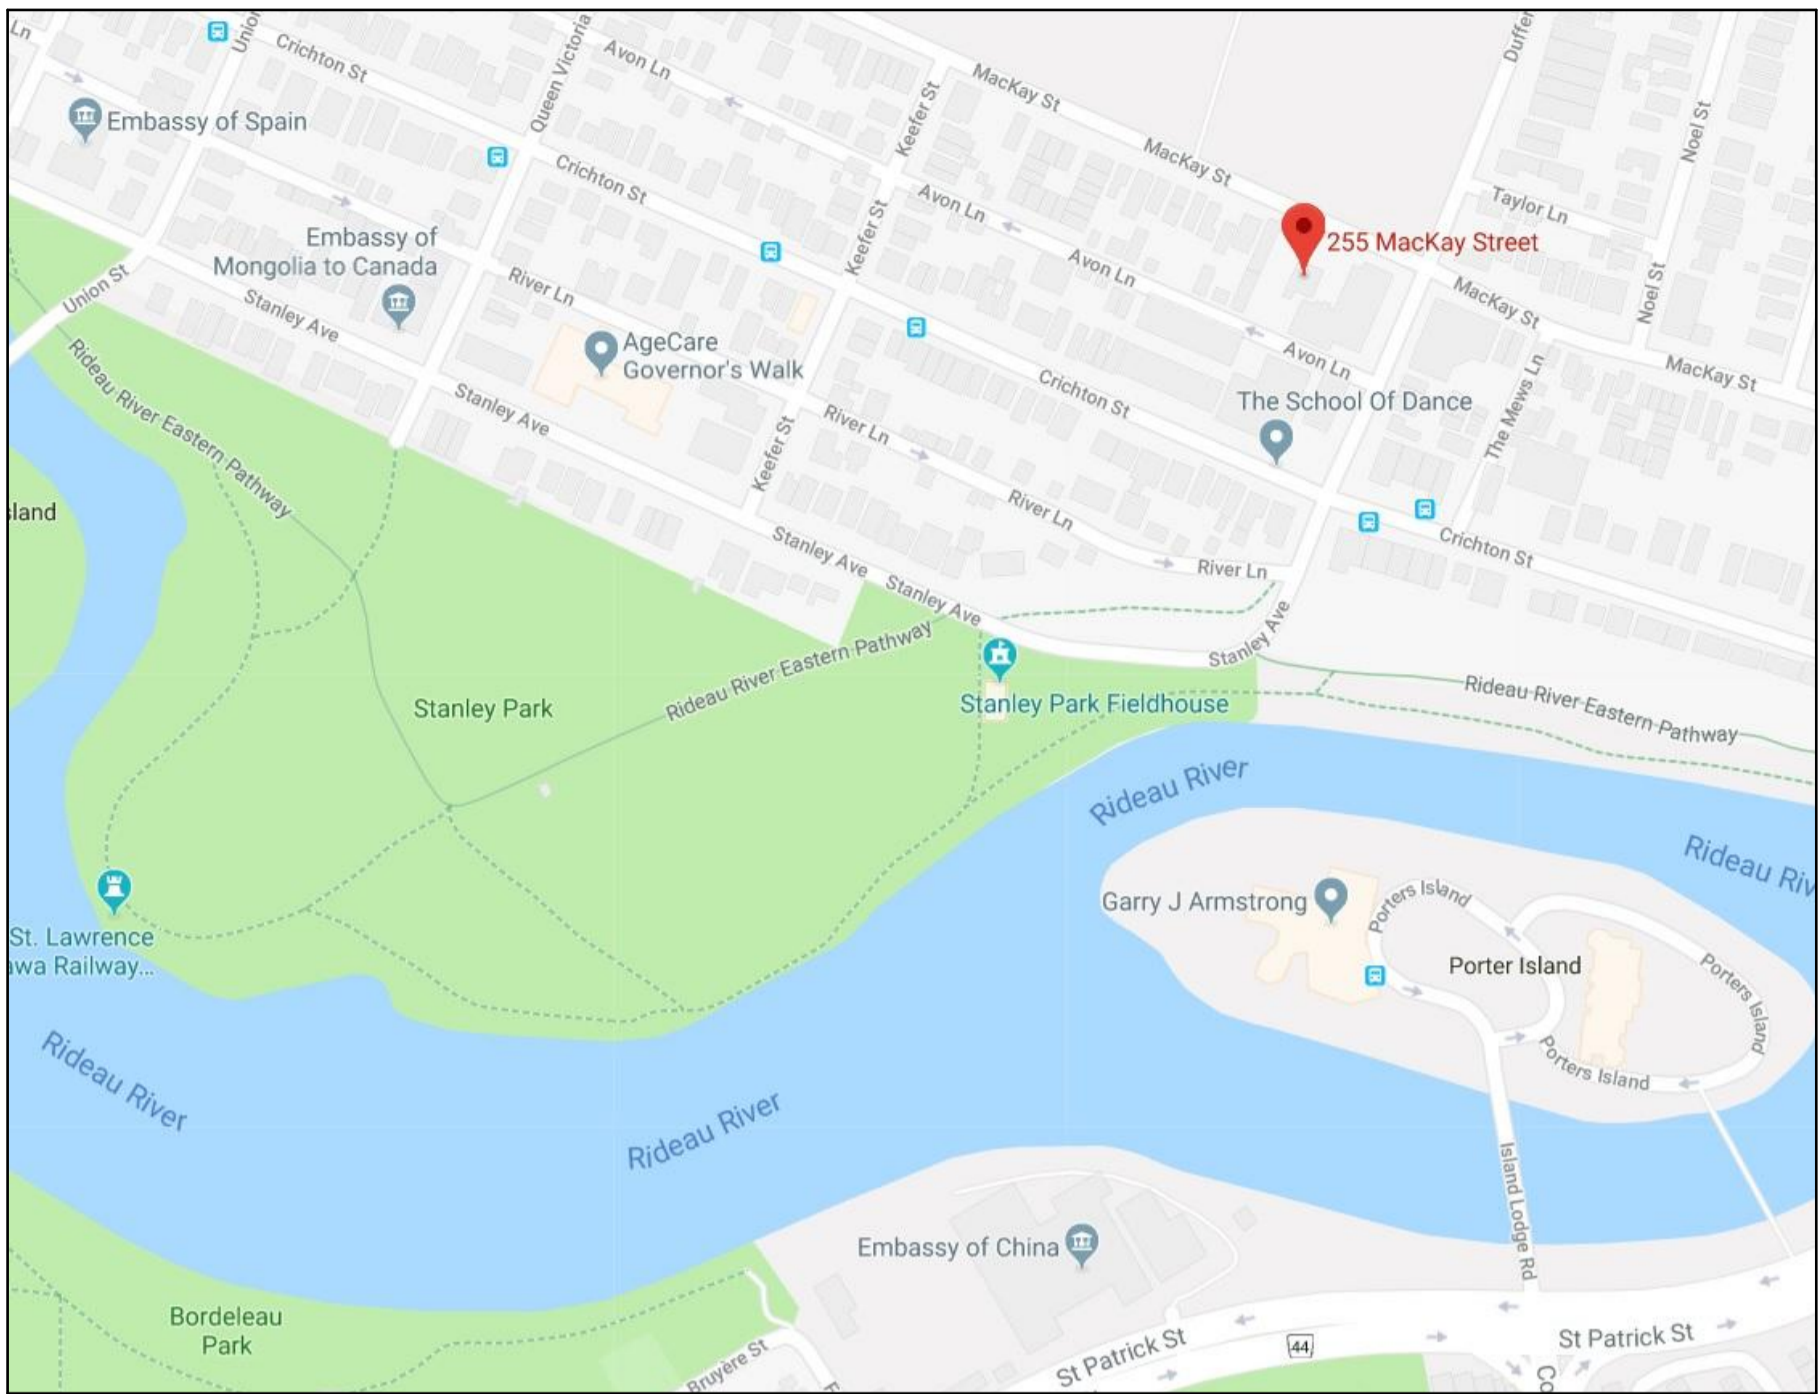 Ln
Union
Crichton St
Queen Victoria
Avon Ln
MacKay St
Duffer
Noel St
Embassy of Spain
Keefer St
Crichton St
MacKay St
Avon Ln
Taylor Ln
Keefer St
255 MacKay Street
Embassy of
Mongolia to Canada
River Ln
Avon Ln
Noel St
Union St
Stanley Ave
MacKay St
AgeCare
Governor's Walk
Avon Ln
MacKay St
Rideau River Eastern Pathway
Stanley Ave
Crichton St
The School Of Dance
The Mews Ln
Keefer St
River Ln
sland
River Ln
Crichton St
Stanley Ave
River Ln
Stanley Ave
Stanley Ave
Rideau River Eastern Pathway
Stanley Park
Stanley Park Fieldhouse
Rideau River Eastern Pathway
Rideau River
Rideau Riv
Garry J Armstrong
Porters Island
St. Lawrence
awa Railway...
Porter Island
Porters Island
Rideau River
Porters Island
Rideau River
Island Lodge Rd
Embassy of China
Bordeleau
Park
Bruyère St
St Patrick St
44
St Patrick St
Co